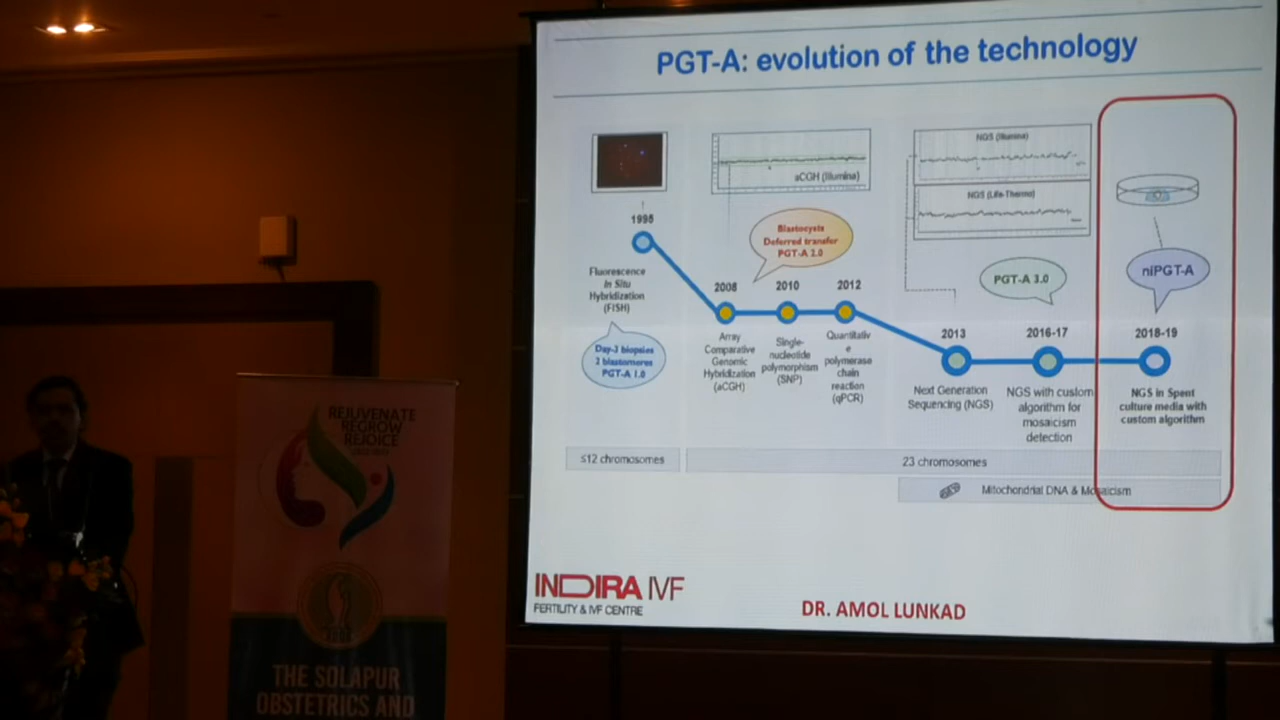 PGT-A: evolution of the technology
aCGH (Illumina)
NGS (Illumina)
NGS (Life-Thermo)
1995
Fluorescence
In Situ
Hybridization
(FISH)
Day-3 biopsies
2 blastomeres
PGT-A 1.0
Blastocysts
Deferred transfer
PGT-A 2.0
2008
2010
2012
Array
Comparative
Genomic
Hybridization
(aCGH)
Single-
nucleotide
polymorphism
(SNP)
Quantitativ
e
polymerase
chain
reaction
(qPCR)
PGT-A 3.0
niPGT-A
2013
2016-17
2018-19
Next Generation
Sequencing (NGS)
NGS with custom
algorithm for
mosaicism
detection
NGS in Spent
culture media with
custom algorithm
≤12 chromosomes
23 chromosomes
Mitochondrial DNA & Mosaicism
INDIRA IVF
FERTILITY & IVF CENTRE
DR. AMOL LUNKAD
REJUVENATE
REGROW
REJOICE
THE SOLAPUR
OBSTETRICS AND